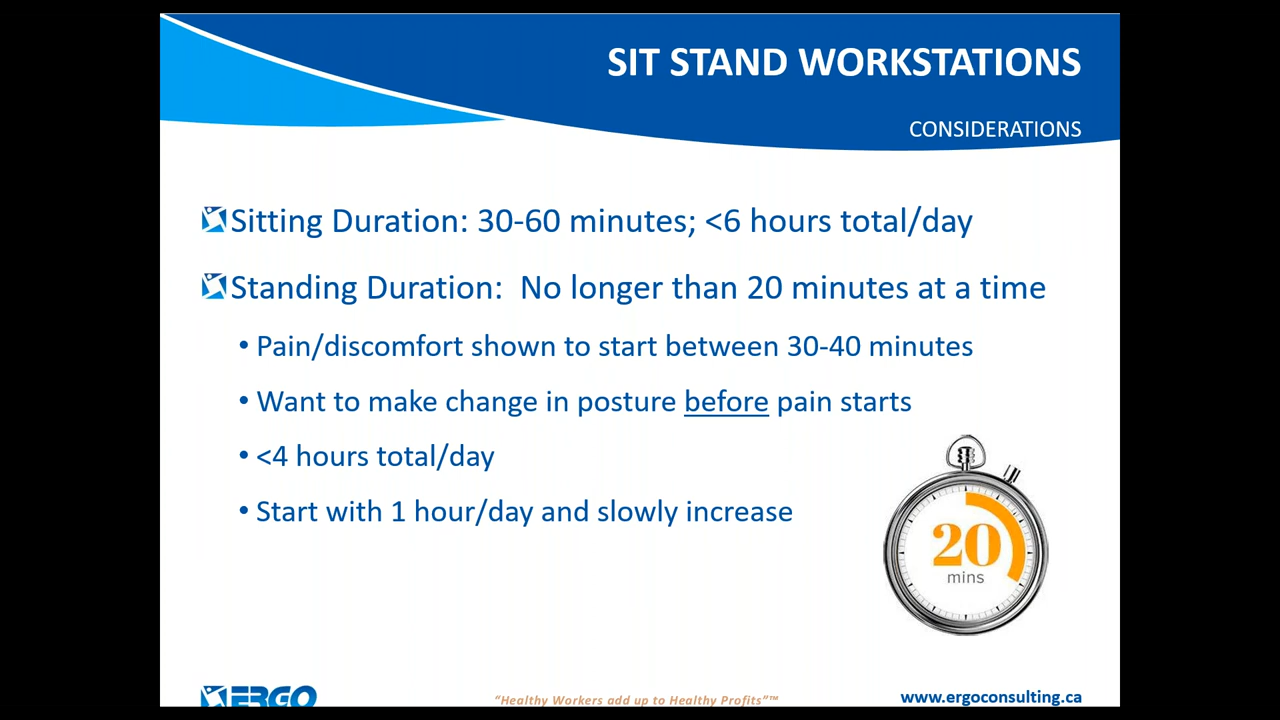 SIT STAND WORKSTATIONS
CONSIDERATIONS
Sitting Duration: 30-60 minutes; <6 hours total/day
Standing Duration:  No longer than 20 minutes at a time
• Pain/discomfort shown to start between 30-40 minutes
• Want to make change in posture before pain starts
• <4 hours total/day
• Start with 1 hour/day and slowly increase
20
mins
ERGO
“Healthy Workers add up to Healthy Profits”™
www.ergoconsulting.ca